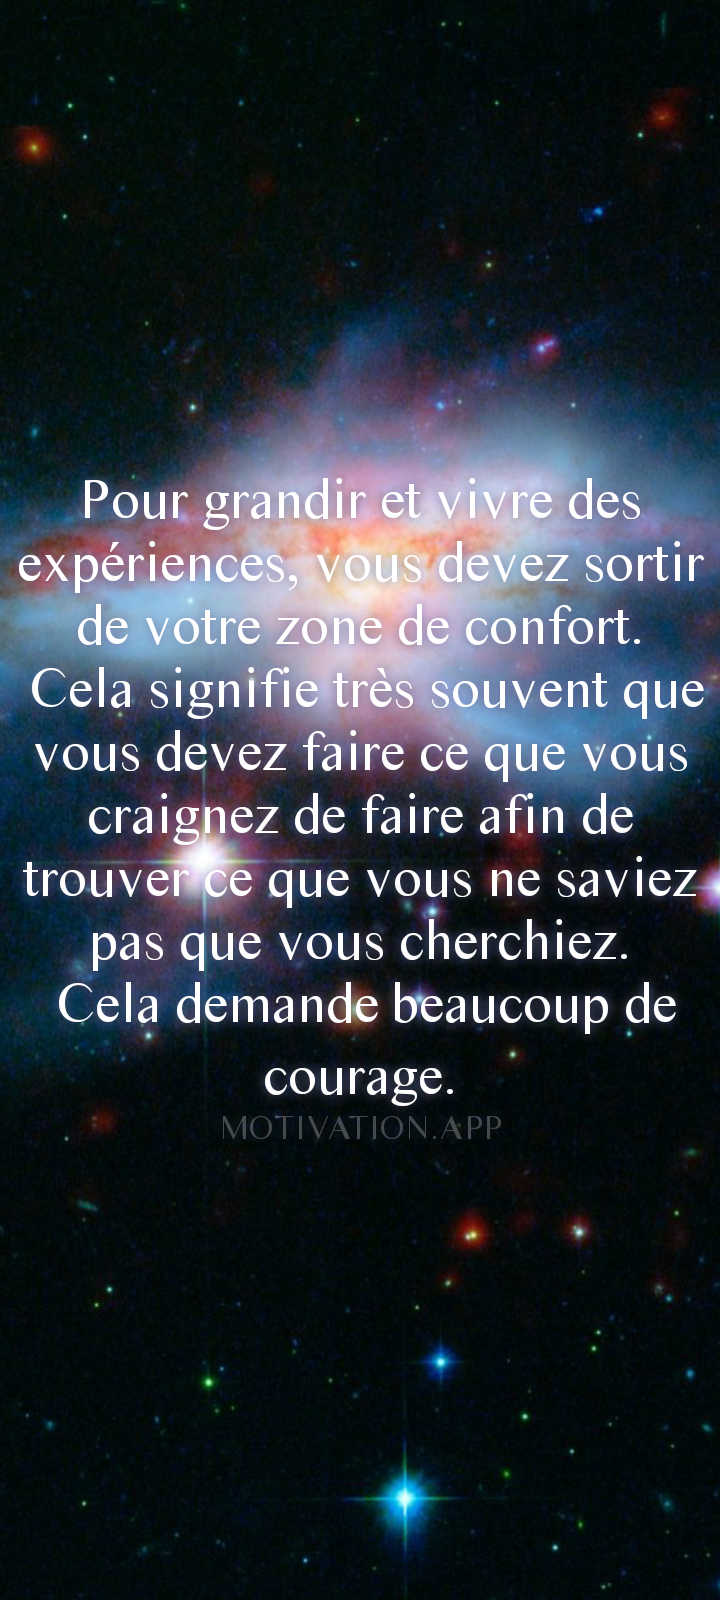 Pour grandir et vivre des
expériences, vous devez sortir
de votre zone de confort.
Cela signifie très souvent que
vous devez faire ce que vous
craignez de faire afin de
trouver ce que vous ne saviez
pas que vous cherchiez.
Cela demande beaucoup de
courage.
MOTIVATION.APP